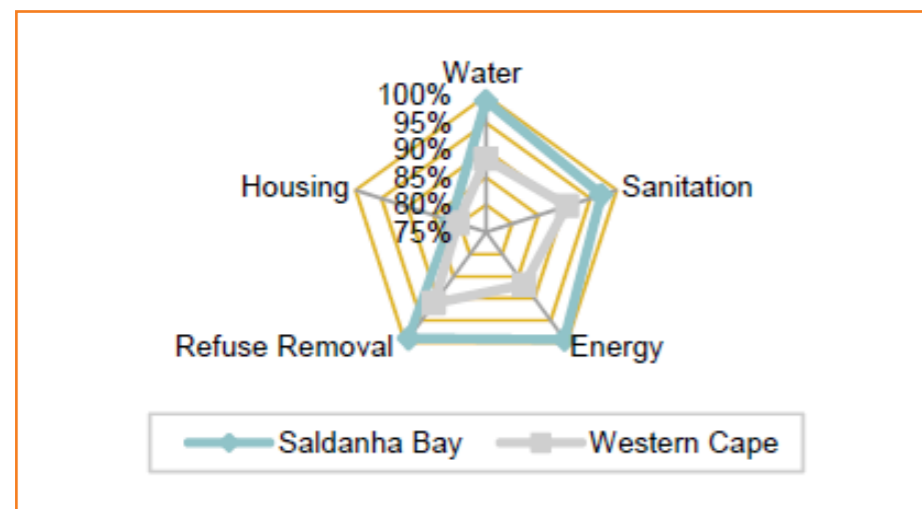 Water
100%
95%
90%
85%
80%
75%
Housing
Sanitation
Refuse Removal
Energy
Saldanha Bay
Western Cape